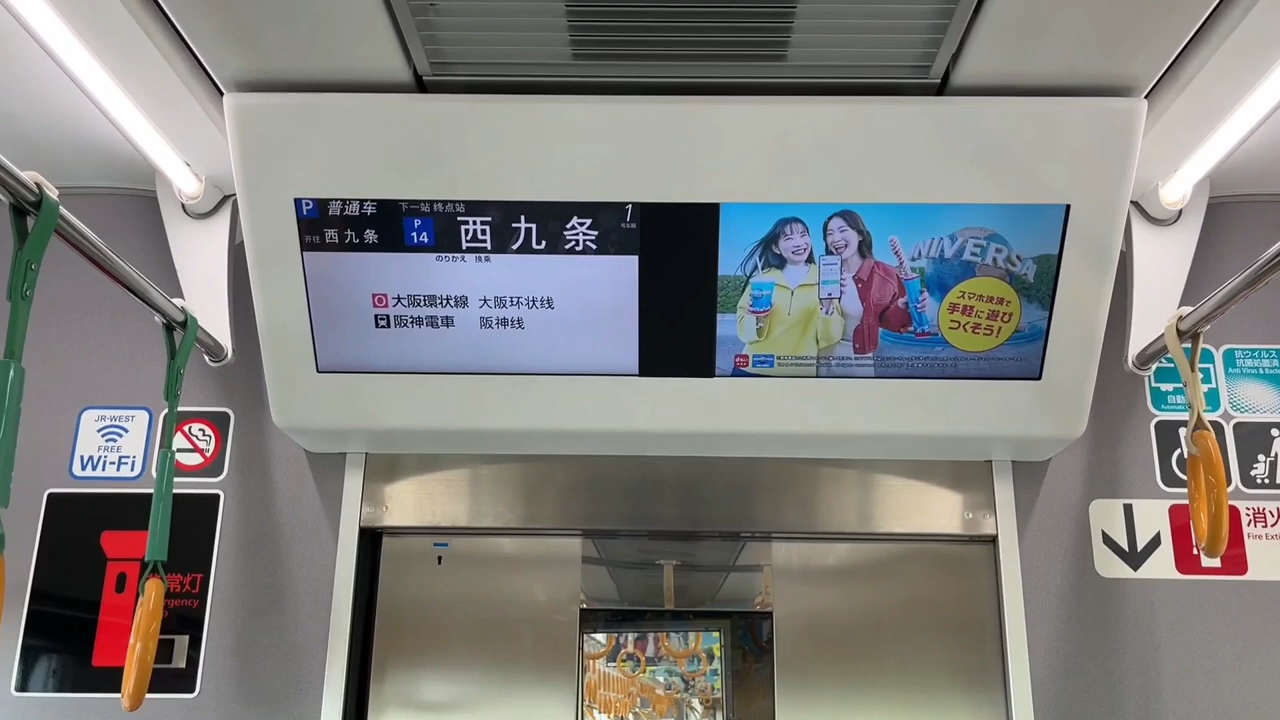 P 普通车
开往 西九条
下一站 终点站
P
14
西九条
1
号车厢
のりかえ 换乘
O 大阪環状線 大阪环状线
阪神電車 阪神线
UNIVERSA
スマホ決済で
手軽に遊び
つくそう!
JR-WEST
FREE
Wi-Fi
常灯
rgency
自動
抗ウイルス
抗菌処置済
Anti Virus & Bacte
消火
Fire Exti